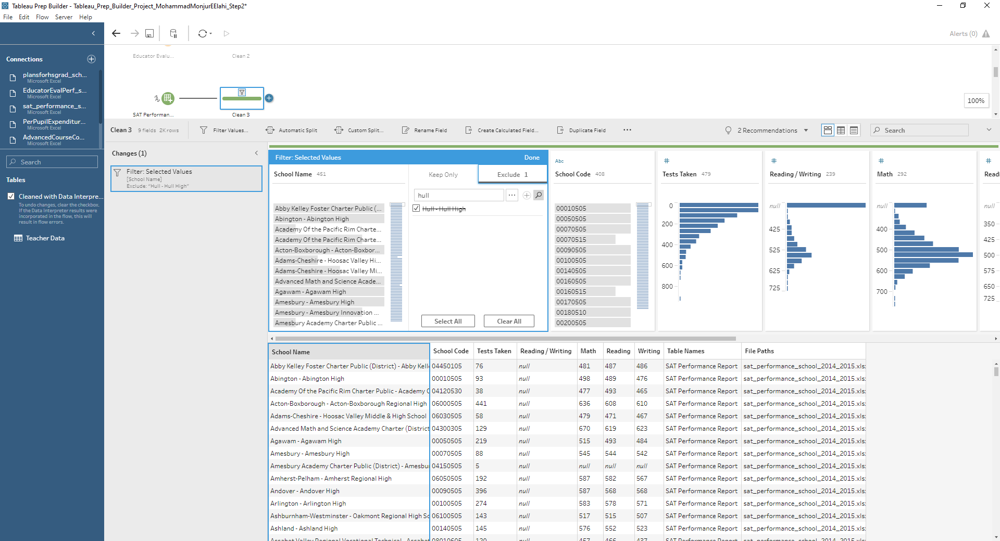 Tableau Prep Builder - Tableau_Prep_Builder_Project_MohammadMonjurEElahi_Step2*
File Edit Flow Server Help
Alerts (0)
Connections
plansforhsgrad_sch...
Microsoft Excel
EducatorEvalPerf_s...
Microsoft Excel
sat_performance_s...
Microsoft Excel
PerPupilExpenditur...
Microsoft Excel
AdvancedCourseCo...
Microsoft Excel
Search
Tables
Cleaned with Data Interpre...
To undo changes, clear the checkbox.
If the Data Interpreter results were
incorporated in the flow, this will
result in flow errors.
Teacher Data
Educator Evalu...
Clean 2
SAT Performan...
Clean 3
100%
Clean 3 9 fields 2K rows Filter Values... Automatic Split Custom Split... Rename Field Create Calculated Field... Duplicate Field ... 2 Recommendations Search
Changes (1)
Filter: Selected Values
[School Name]
Exclude: "Hull - Hull High"
Filter: Selected Values Done
School Name 451
Abby Kelley Foster Charter Public (...
Abington - Abington High
Academy Of the Pacific Rim Charte...
Academy Of the Pacific Rim Charte...
Acton-Boxborough - Acton-Boxbor...
Adams-Cheshire - Hoosac Valley Hi...
Adams-Cheshire - Hoosac Valley Mi...
Advanced Math and Science Acade...
Agawam - Agawam High
Amesbury - Amesbury High
Amesbury - Amesbury Innovation ...
Amesbury Academy Charter Public ...
Keep Only Exclude 1
hull ...
Hull - Hull High
Select All Clear All
Abc
School Code 408
00010505
00050505
00070505
00070515
00090505
00100505
00140505
00160505
00160515
00170505
00180510
00200505
#
Tests Taken 479
0
200
400
600
800
#
Reading / Writing 239
null
425
525
625
725
#
Math 292
null
400
500
600
700
#
Readi
null
350
425
500
575
650
725
School Name School Code Tests Taken Reading / Writing Math Reading Writing Table Names File Paths
Abby Kelley Foster Charter Public (District) - Abby Kell 04450105 76 null 481 487 486 SAT Performance Report sat_performance_school_2014_2015.xls:
Abington - Abington High 00010505 93 null 498 489 476 SAT Performance Report sat_performance_school_2014_2015.xls:
Academy Of the Pacific Rim Charter Public - Academy C 04120530 38 null 477 493 465 SAT Performance Report sat_performance_school_2014_2015.xls:
Acton-Boxborough - Acton-Boxborough Regional High 06000505 441 null 636 608 610 SAT Performance Report sat_performance_school_2014_2015.xls:
Adams-Cheshire - Hoosac Valley Middle & High School 06030505 58 null 479 471 467 SAT Performance Report sat_performance_school_2014_2015.xls:
Advanced Math and Science Academy Charter (District 04300305 129 null 670 619 623 SAT Performance Report sat_performance_school_2014_2015.xls:
Agawam - Agawam High 00050505 219 null 515 493 484 SAT Performance Report sat_performance_school_2014_2015.xls:
Amesbury - Amesbury High 00070505 88 null 545 544 542 SAT Performance Report sat_performance_school_2014_2015.xls:
Amesbury Academy Charter Public (District) - Amesbu 04150105 5 null null null null SAT Performance Report sat_performance_school_2014_2015.xls:
Amherst-Pelham - Amherst Regional High 06050505 192 null 587 582 567 SAT Performance Report sat_performance_school_2014_2015.xls:
Andover - Andover High 00090505 396 null 587 568 568 SAT Performance Report sat_performance_school_2014_2015.xls:
Arlington - Arlington High 00100505 274 null 583 578 571 SAT Performance Report sat_performance_school_2014_2015.xls:
Ashburnham-Westminster - Oakmont Regional High Sc 06100505 143 null 517 515 507 SAT Performance Report sat_performance_school_2014_2015.xls:
Ashland - Ashland High 00140505 145 null 576 552 523 SAT Performance Report sat_performance_school_2014_2015.xls:
Assabet Valley Regional Vocational Technical - Assabet 08010605 120 null 457 466 437 SAT Performance Report sat_performance_school_2014_2015.xls: